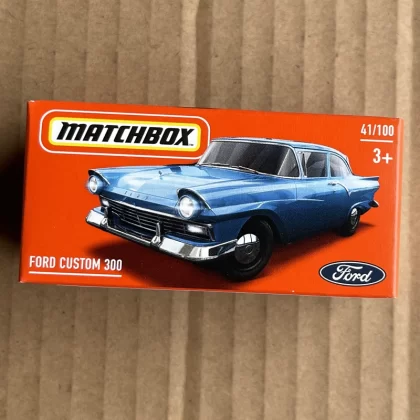 MATCHBOX
41/100
3+
FORD CUSTOM 300
Ford